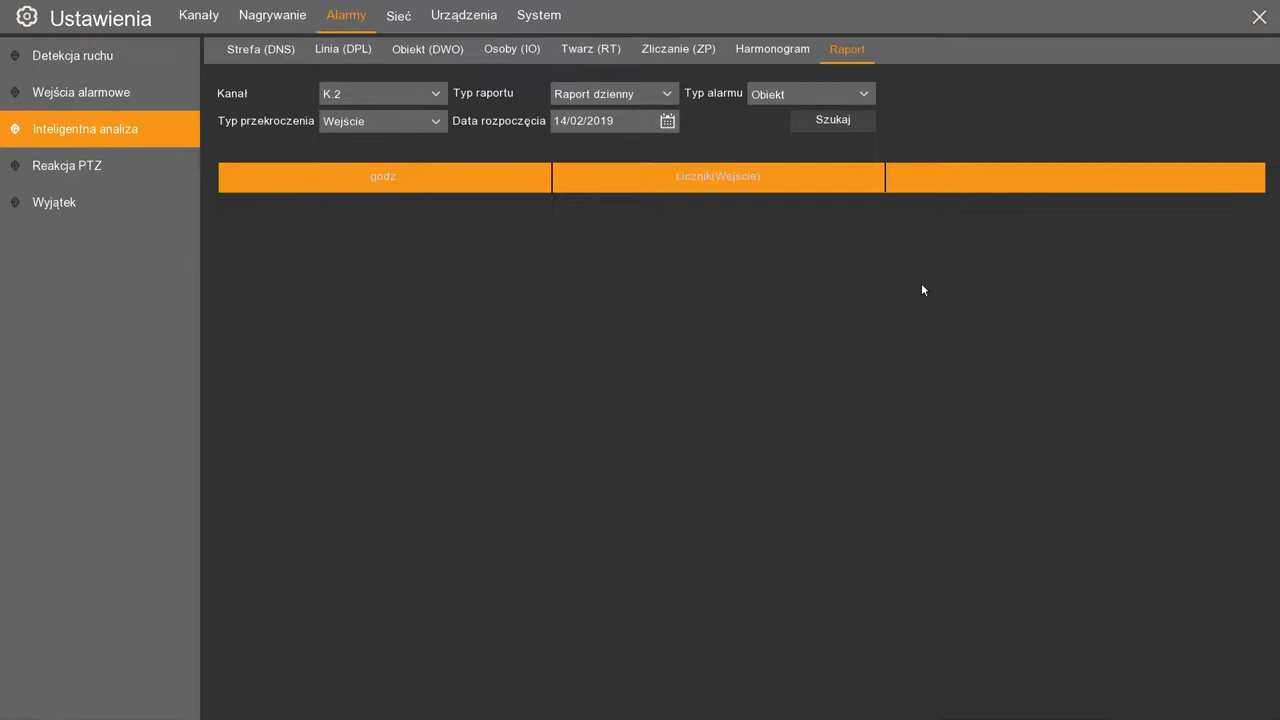 Ustawienia
Kanały Nagrywanie Alarmy Sieć Urządzenia System
Detekcja ruchu
Wejścia alarmowe
Inteligentna analiza
Reakcja PTZ
Wyjątek
Strefa (DNS) Linia (DPL) Obiekt (DWO) Osoby (IO) Twarz (RT) Zliczanie (ZP) Harmonogram Raport
Kanał K.2 Typ raportu Raport dzienny Typ alarmu Obiekt
Typ przekroczenia Wejście Data rozpoczęcia 14/02/2019 Szukaj
godz. Licznik(Wejście)